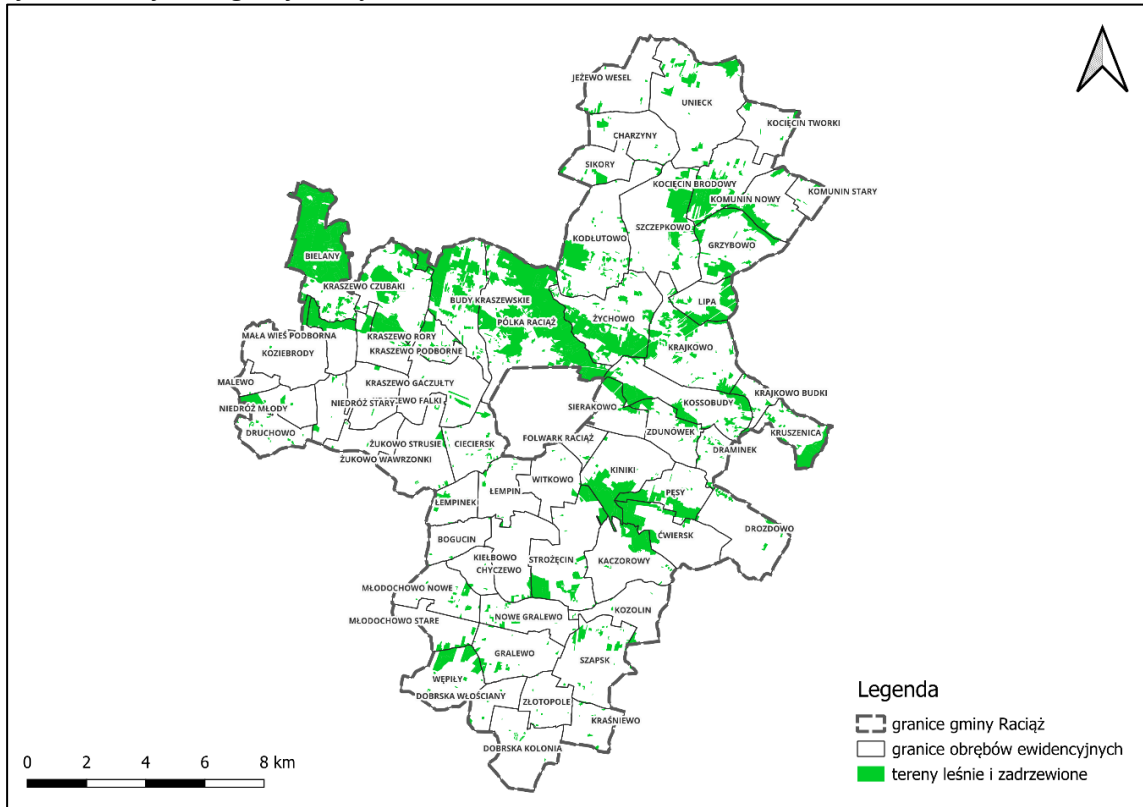 JEŻEWO WESEL
UNIECK
KOCIĘCIN TWORKI
CHARZYNY
SIKORY
KOCIĘCIN BRODOWY
KOMUNIN STARY
KOMUNIN NOWY
SZCZEPKOWO
KODŁUTOWO
GRZYBOWO
BIELANY
KRASZEWO CZUBAKI
BUDY KRASZEWSKIE
LIPA
PÓLKA RACIĄŻ
ŻYCHOWO
MAŁA WIEŚ PODBORNA
KRASZEWO RORY
KRAJKOWO
KOZIEBRODY
KRASZEWO PODBORNE
MALEWO
KRASZEWO GACZUŁTY
KRAJKOWO BUDKI
NIEDRÓŻ MŁODY
NIEDRÓŻ STARY
FALKI
SIERAKOWO
KOSSOBUDY
DRUCHOWO
ZDUNÓWEK
KRUSZENICA
ŻUKOWO STRUSIE
CIECIERSK
FOLWARK RACIĄŻ
DRAMINEK
ŻUKOWO WAWRZONKI
KINIKI
ŁEMPIN
WITKOWO
PĘSY
ŁEMPINEK
DROZDOWO
BOGUCIN
ĆWIERSK
KIEŁBOWO
STROŻĘCIN
KACZOROWY
CHYCZEWO
MŁODOCHOWO NOWE
KOZOLIN
MŁODOCHOWO STARE
NOWE GRALEWO
GRALEWO
SZAPSK
WĘPIŁY
DOBRSKA WŁOŚCIANY
ZŁOTOPOLE
KRAŚNIEWO
DOBRSKA KOLONIA
Legenda
granice gminy Raciąż
granice obrębów ewidencyjnych
tereny leśnie i zadrzewione
0 2 4 6 8 km